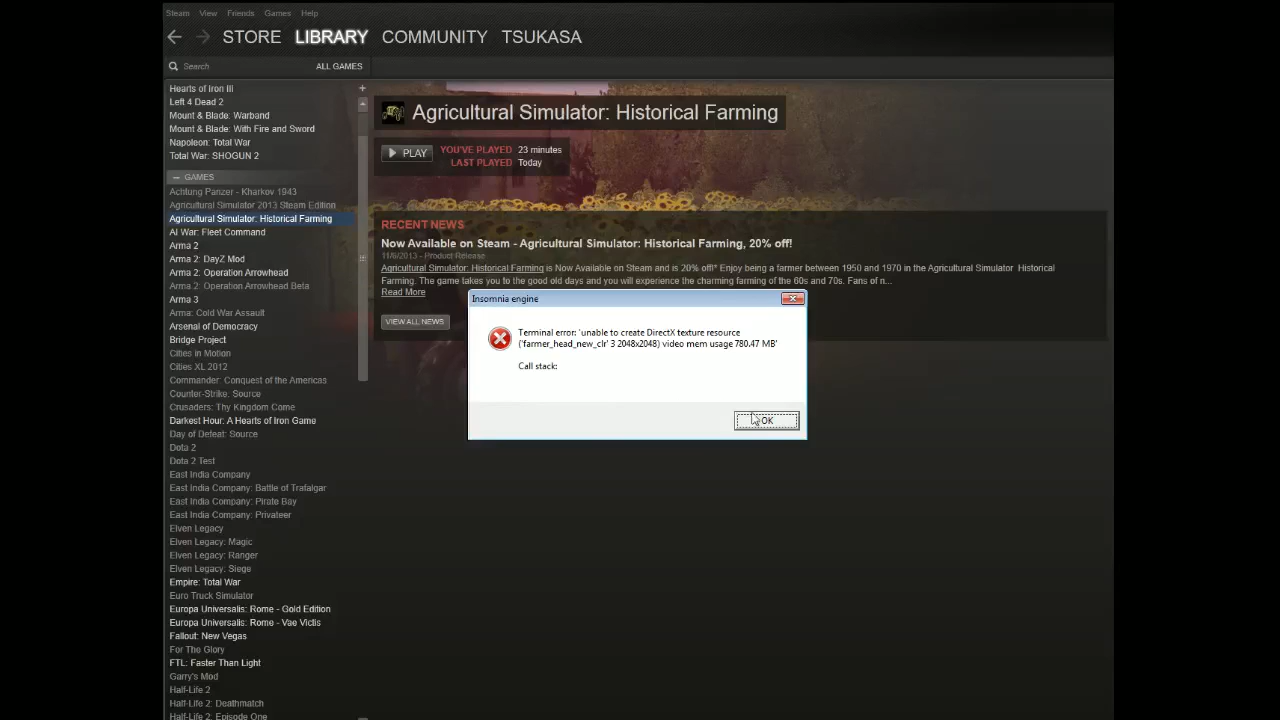 Steam View Friends Games Help
STORE LIBRARY COMMUNITY TSUKASA
Search ALL GAMES
Hearts of Iron III
Left 4 Dead 2
Mount & Blade: Warband
Mount & Blade: With Fire and Sword
Napoleon: Total War
Total War: SHOGUN 2
GAMES
Achtung Panzer - Kharkov 1943
Agricultural Simulator 2013 Steam Edition
Agricultural Simulator: Historical Farming
AI War: Fleet Command
Arma 2
Arma 2: DayZ Mod
Arma 2: Operation Arrowhead
Arma 2: Operation Arrowhead Beta
Arma 3
Arma: Cold War Assault
Arsenal of Democracy
Bridge Project
Cities in Motion
Cities XL 2012
Commander: Conquest of the Americas
Counter-Strike: Source
Crusaders: Thy Kingdom Come
Darkest Hour: A Hearts of Iron Game
Day of Defeat: Source
Dota 2
Dota 2 Test
East India Company
East India Company: Battle of Trafalgar
East India Company: Pirate Bay
East India Company: Privateer
Elven Legacy
Elven Legacy: Magic
Elven Legacy: Ranger
Elven Legacy: Siege
Empire: Total War
Euro Truck Simulator
Europa Universalis: Rome - Gold Edition
Europa Universalis: Rome - Vae Victis
Fallout: New Vegas
For The Glory
FTL: Faster Than Light
Garry's Mod
Half-Life 2
Half-Life 2: Deathmatch
Half-Life 2: Episode One
Agricultural Simulator: Historical Farming
PLAY
YOU'VE PLAYED 23 minutes
LAST PLAYED Today
RECENT NEWS
Now Available on Steam - Agricultural Simulator: Historical Farming, 20% off!
11/6/2013 - Product Release
Agricultural Simulator: Historical Farming is Now Available on Steam and is 20% off!* Enjoy being a farmer between 1950 and 1970 in the Agricultural Simulator Historical
Farming. The game takes you to the good old days and you will experience the charming farming of the 60s and 70s. Fans of n...
Read More
VIEW ALL NEWS
Insomnia engine
Terminal error: 'unable to create DirectX texture resource
('farmer_head_new_clr' 3 2048x2048) video mem usage 780.47 MB'
Call stack:
OK